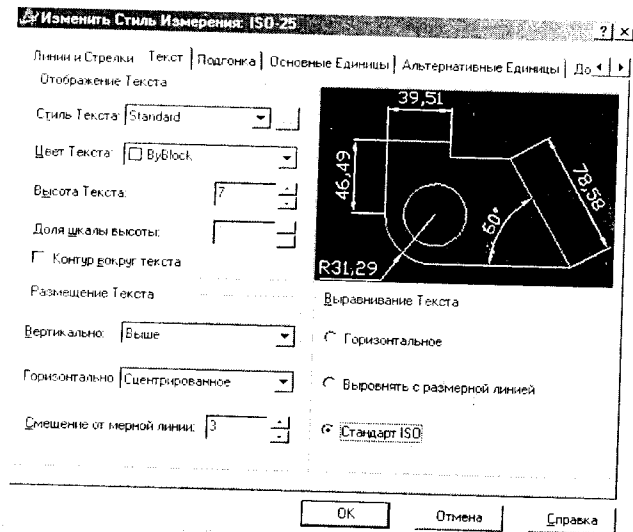 Изменить Стиль Измерения: ISO-25
Линии и Стрелки Текст Подгонка Основные Единицы Альтернативные Единицы До
Отображение Текста
Стиль Текста: Standard ...
Цвет Текста: ByBlock
Высота Текста: 7
Доля шкалы высоты:
Контур вокруг текста
39,51
46,49
78,58
60°
R31,29
Размещение Текста
Вертикально: Выше
Горизонтально Сцентрированное
Смешение от мерной линии: 3
Выравнивание Текста
Горизонтальное
Выровнять с размерной линией
Стандарт ISO
OK Отмена Справка